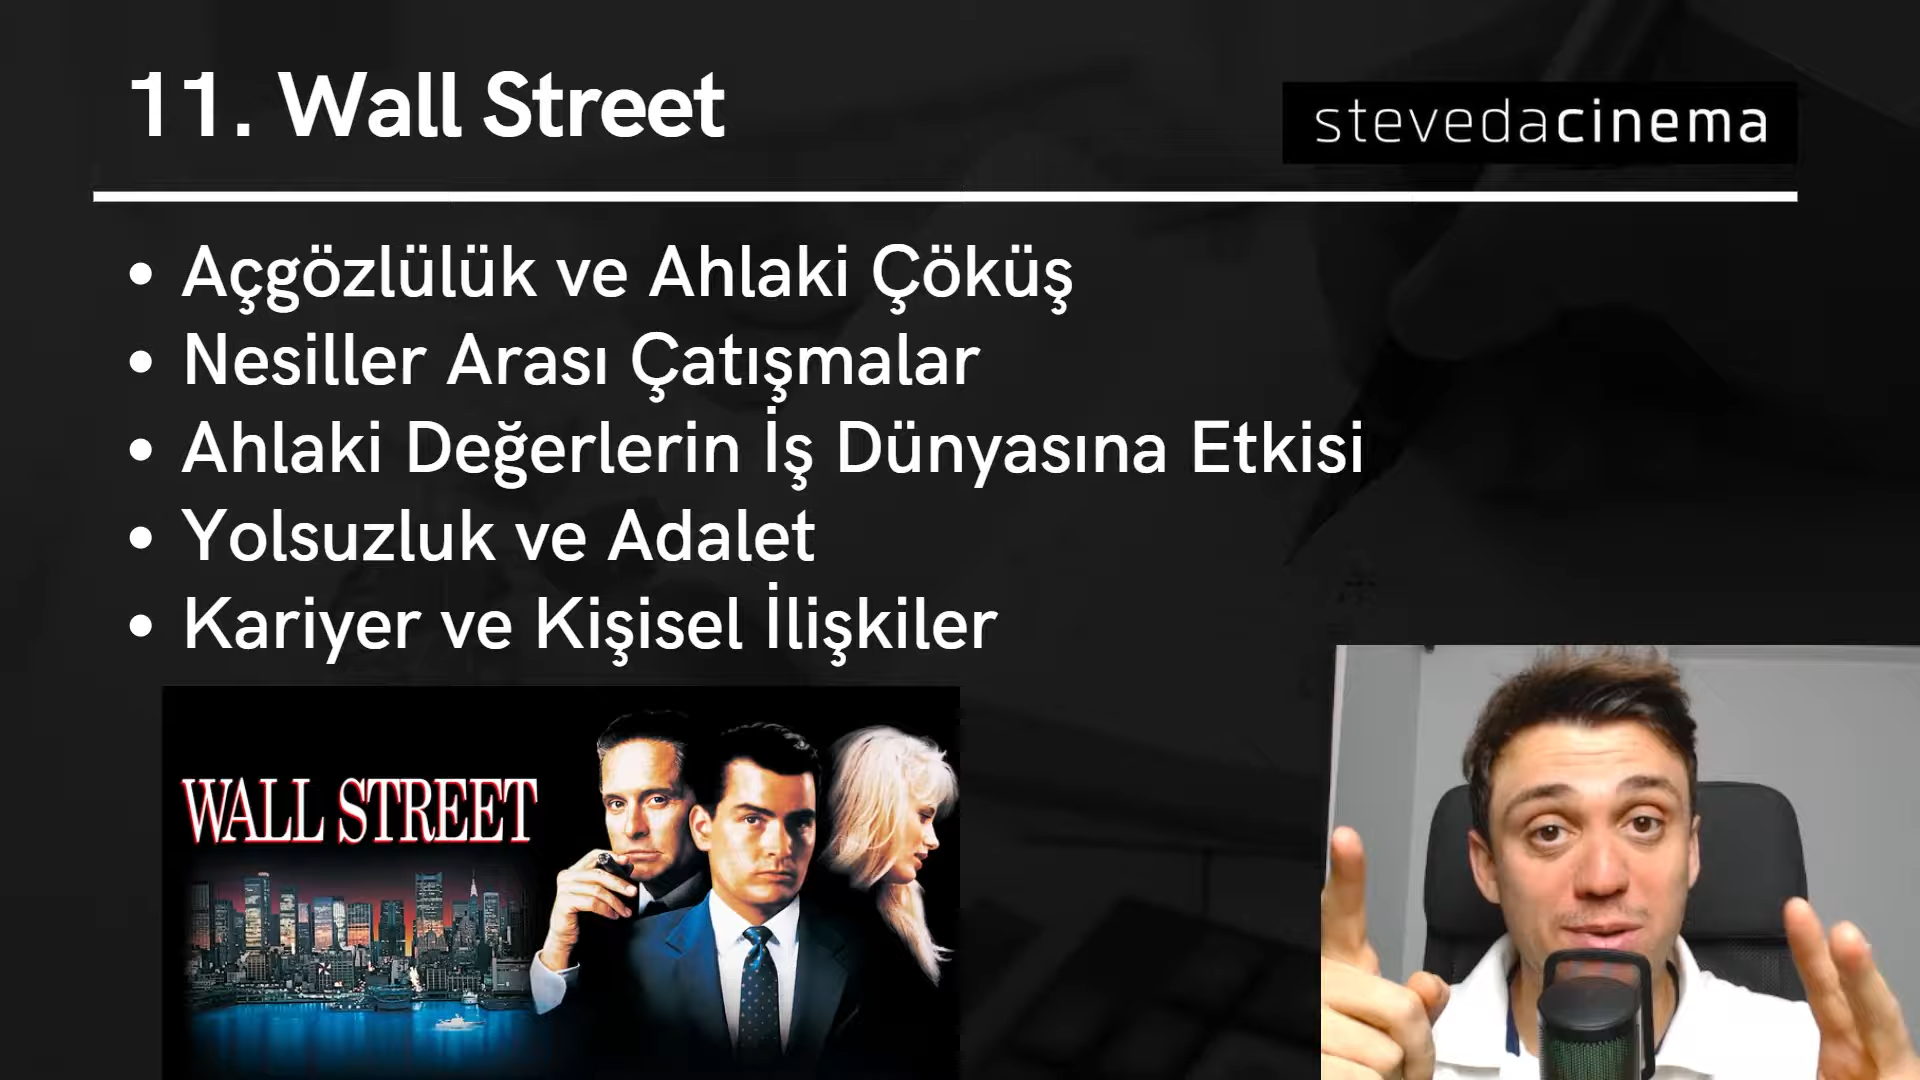 11. Wall Street
stevedacinema
• Açgözlülük ve Ahlaki Çöküş
• Nesiller Arası Çatışmalar
• Ahlaki Değerlerin İş Dünyasına Etkisi
• Yolsuzluk ve Adalet
• Kariyer ve Kişisel İlişkiler
WALL STREET